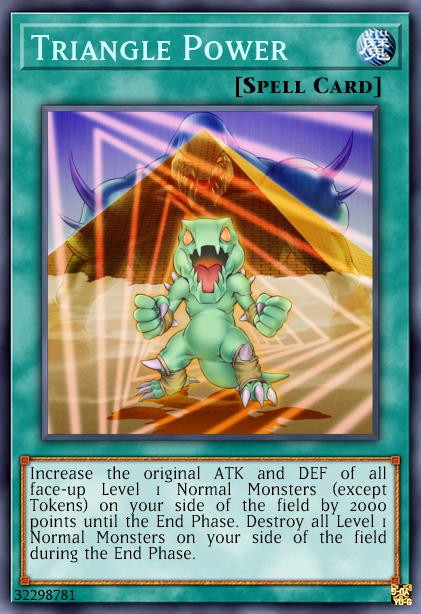 Triangle Power
魔
[Spell Card]
Increase the original ATK and DEF of all
face-up Level 1 Normal Monsters (except
Tokens) on your side of the field by 2000
points until the End Phase. Destroy all Level 1
Normal Monsters on your side of the field
during the End Phase.
32298781